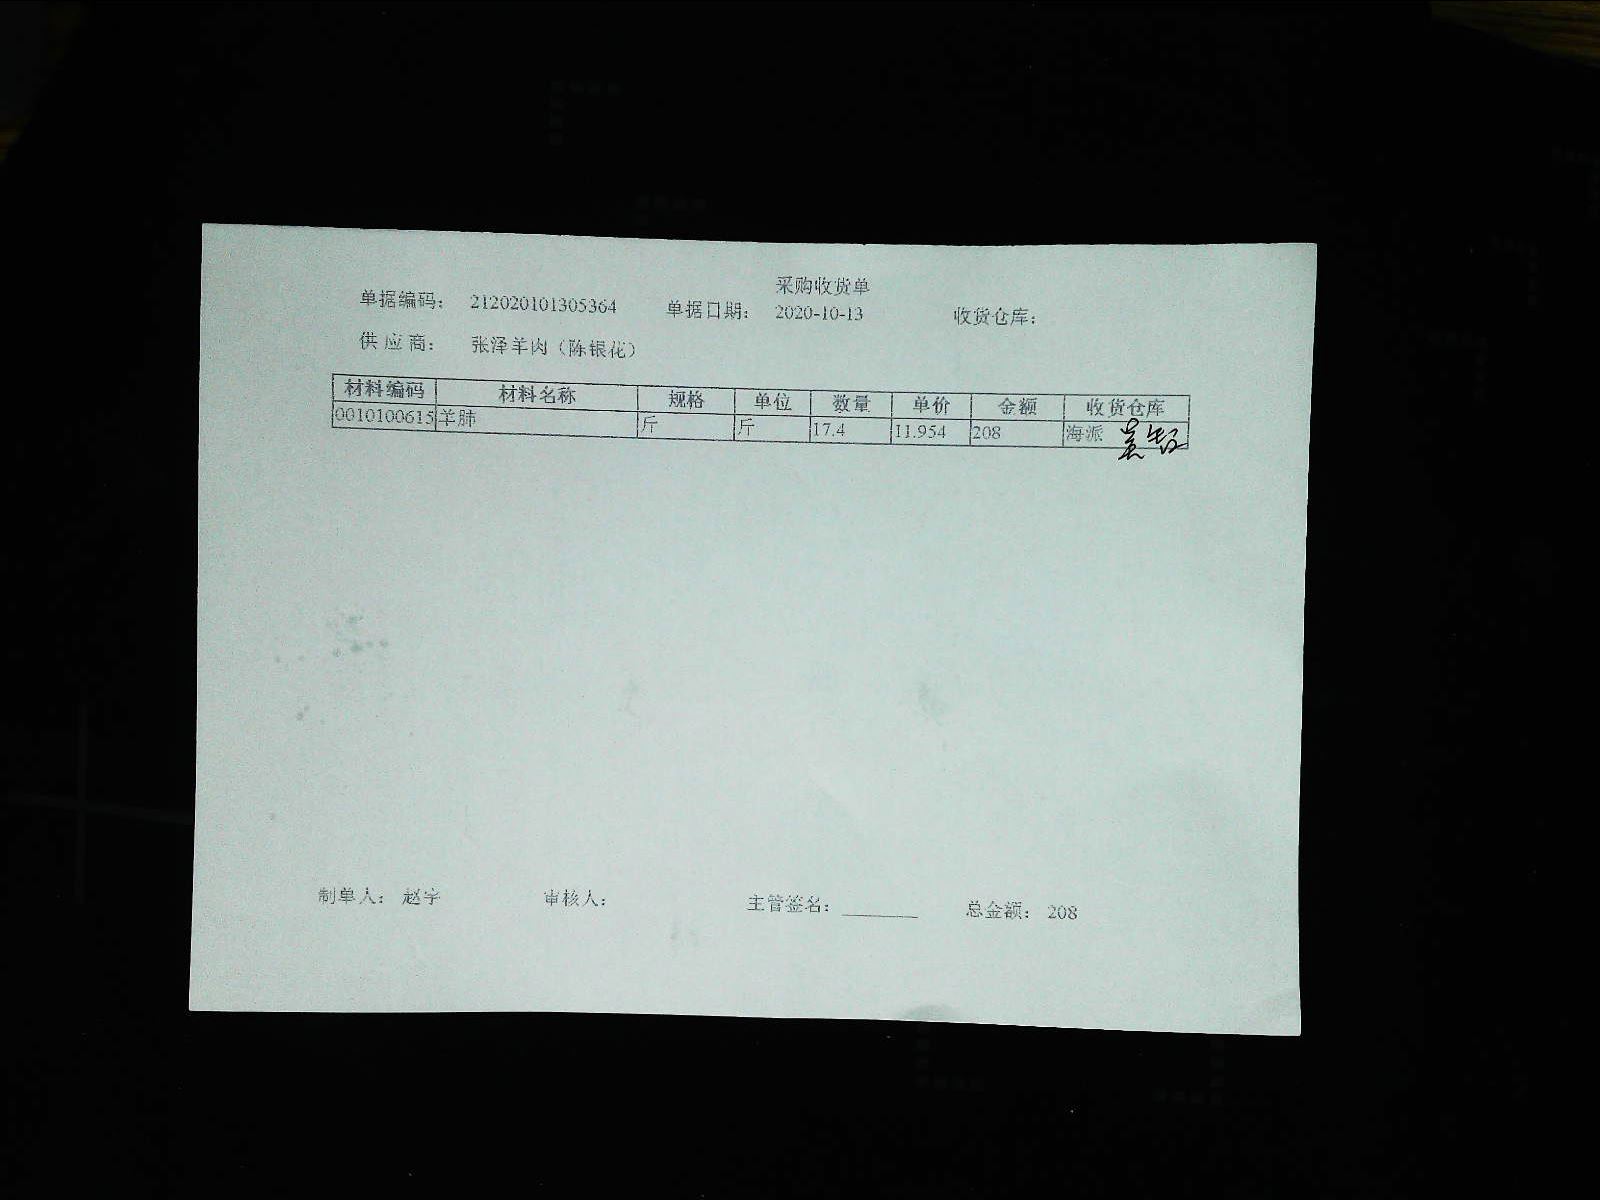 采购收货单
单据编码： 212020101305364 单据日期： 2020-10-13 收货仓库：
供 应 商： 张泽羊肉（陈银花）
材料编码 材料名称 规格 单位 数量 单价 金额 收货仓库
0010100615 羊肺 斤 斤 17.4 11.954 208 海派
制单人： 赵宇 审核人： 主管签名：________ 总金额： 208